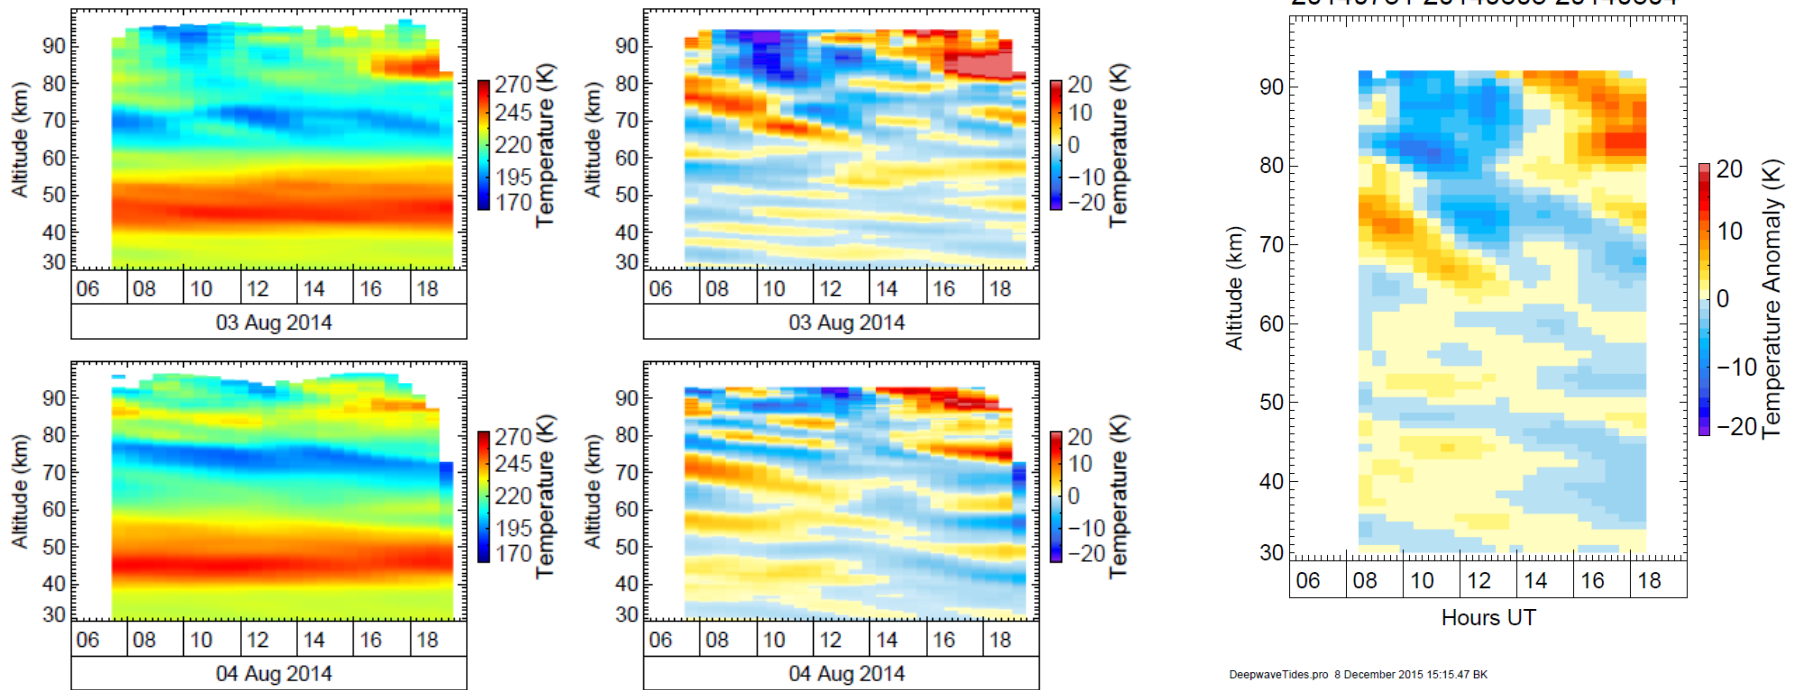 90
80
70
60
50
40
30
Altitude (km)
06 08 10 12 14 16 18
03 Aug 2014
270
245
220
195
170
Temperature (K)
90
80
70
60
50
40
30
Altitude (km)
06 08 10 12 14 16 18
03 Aug 2014
20
10
0
−10
−20
Temperature (K)
90
80
70
60
50
40
30
Altitude (km)
06 08 10 12 14 16 18
04 Aug 2014
270
245
220
195
170
Temperature (K)
90
80
70
60
50
40
30
Altitude (km)
06 08 10 12 14 16 18
04 Aug 2014
20
10
0
−10
−20
Temperature (K)
90
80
70
60
50
40
30
Altitude (km)
06 08 10 12 14 16 18
Hours UT
20
10
0
−10
−20
Temperature Anomaly (K)
DeepwaveTides.pro 8 December 2015 15:15.47 BK